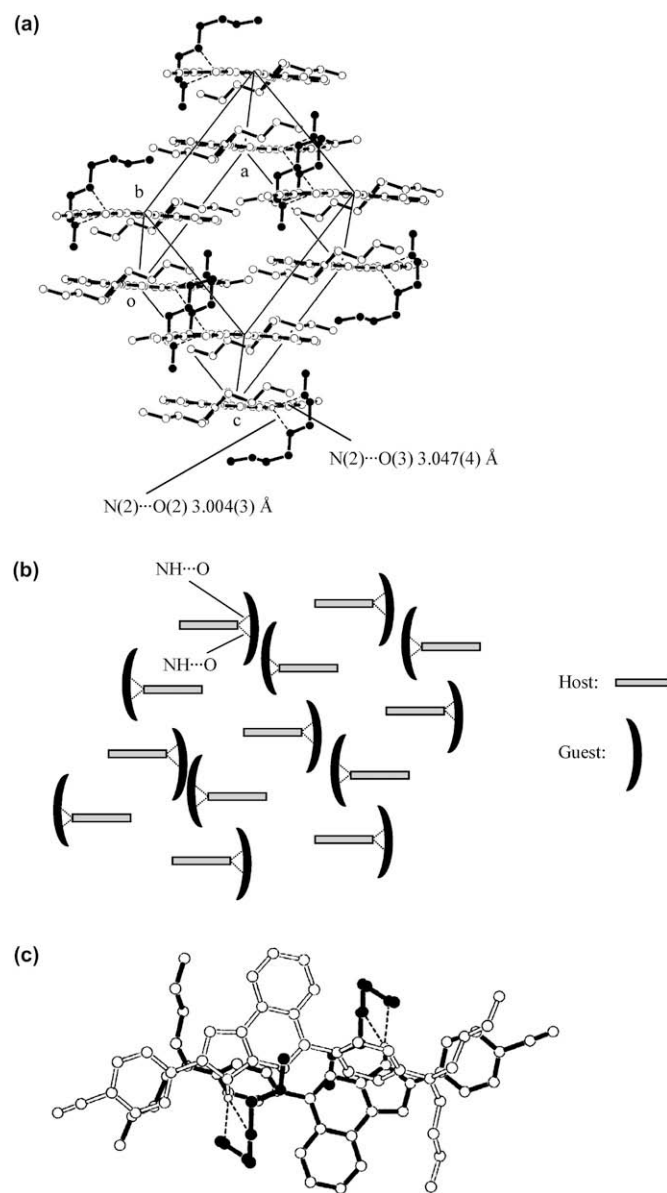 (a)
b
a
o
c
N(2)···O(3) 3.047(4) Å
N(2)···O(2) 3.004(3) Å
(b)
NH···O
NH···O
Host:
Guest:
(c)